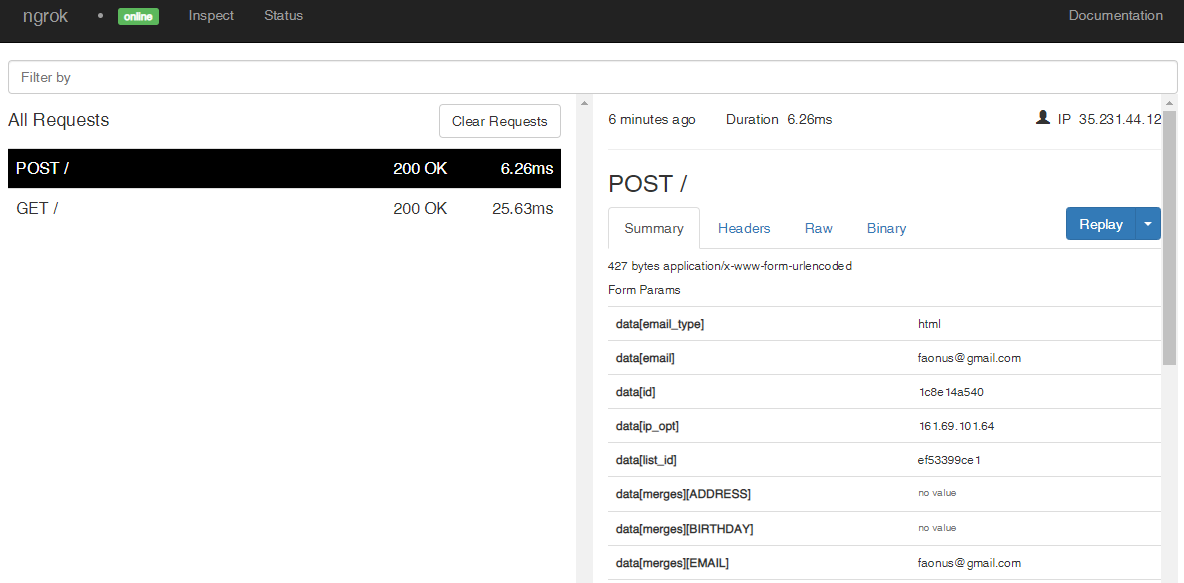 ngrok • online Inspect Status Documentation
Filter by
All Requests Clear Requests
POST / 200 OK 6.26ms
GET / 200 OK 25.63ms
6 minutes ago Duration 6.26ms IP 35.231.44.12
POST /
Summary Headers Raw Binary Replay
427 bytes application/x-www-form-urlencoded
Form Params
data[email_type] html
data[email] faonus@gmail.com
data[id] 1c8e14a540
data[ip_opt] 161.69.101.64
data[list_id] ef53399ce1
data[merges][ADDRESS] no value
data[merges][BIRTHDAY] no value
data[merges][EMAIL] faonus@gmail.com